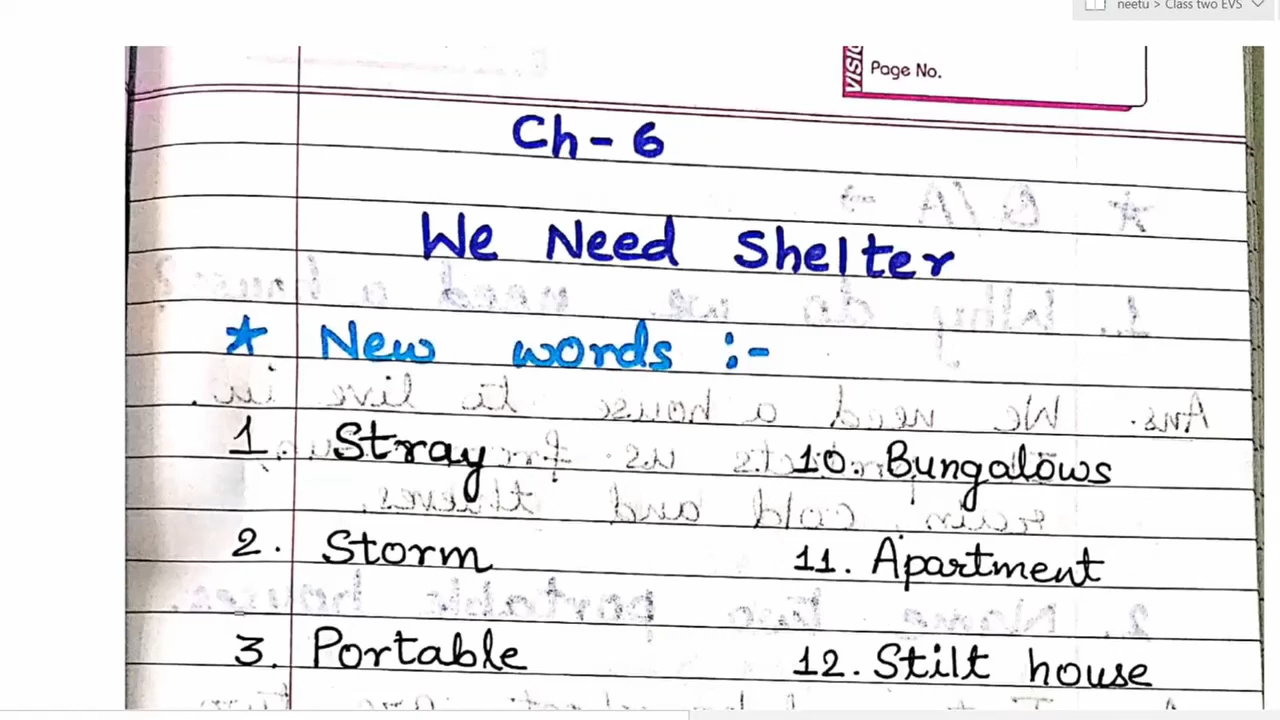 neetu > Class two EVS
VISIO
Page No.
Ch - 6
We Need Shelter
* New words :-
1 Stray
10. Bungalows
2. Storm
11. Apartment
3. Portable
12. Stilt house